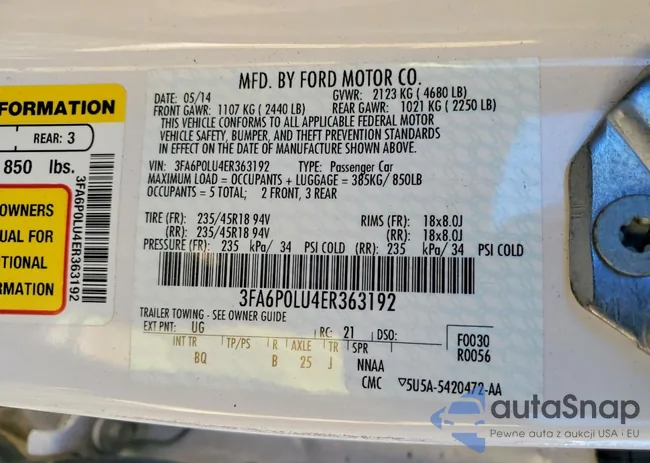 FORMATION
REAR: 3
850 lbs.
OWNERS
UAL FOR
TIONAL
RMATION
3FA6P0LU4ER363192
MFD. BY FORD MOTOR CO.
DATE: 05/14 GVWR: 2123 KG ( 4680 LB)
FRONT GAWR: 1107 KG ( 2440 LB) REAR GAWR: 1021 KG ( 2250 LB)
THIS VEHICLE CONFORMS TO ALL APPLICABLE FEDERAL MOTOR
VEHICLE SAFETY, BUMPER, AND THEFT PREVENTION STANDARDS
IN EFFECT ON THE DATE OF MANUFACTURE SHOWN ABOVE.
VIN: 3FA6P0LU4ER363192 TYPE: Passenger Car
MAXIMUM LOAD = OCCUPANTS + LUGGAGE = 385KG/ 850LB
OCCUPANTS = 5 TOTAL; 2 FRONT, 3 REAR
TIRE (FR): 235/45R18 94V RIMS (FR): 18x8.0J
(RR): 235/45R18 94V (RR): 18x8.0J
PRESSURE (FR): 235 kPa/ 34 PSI COLD (RR): 235 kPa/ 34 PSI COLD
3FA6P0LU4ER363192
TRAILER TOWING - SEE OWNER GUIDE
EXT PNT: UG RC: 21 DSO: F0030
INT TR TP/PS R AXLE TR SPR R0056
BQ B 25 J NNAA
CMC ▽5U5A-5420472-AA
autaSnap
Pewne auta z aukcji USA i EU